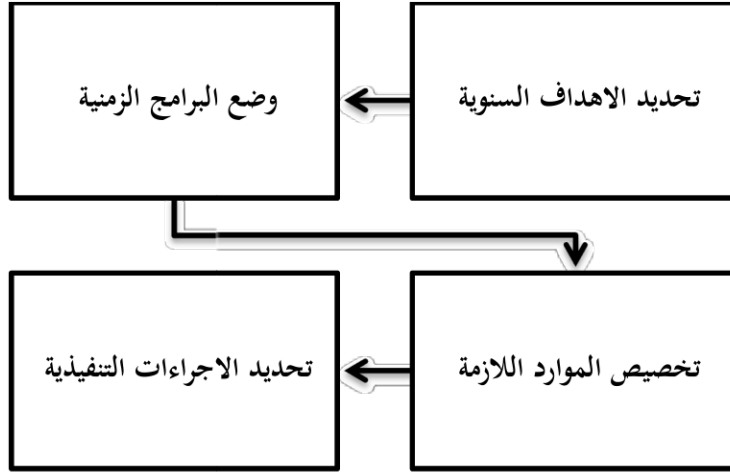 تحديد الاهداف السنوية
وضع البرامج الزمنية
تخصيص الموارد اللازمة
تحديد الاجراءات التنفيذية